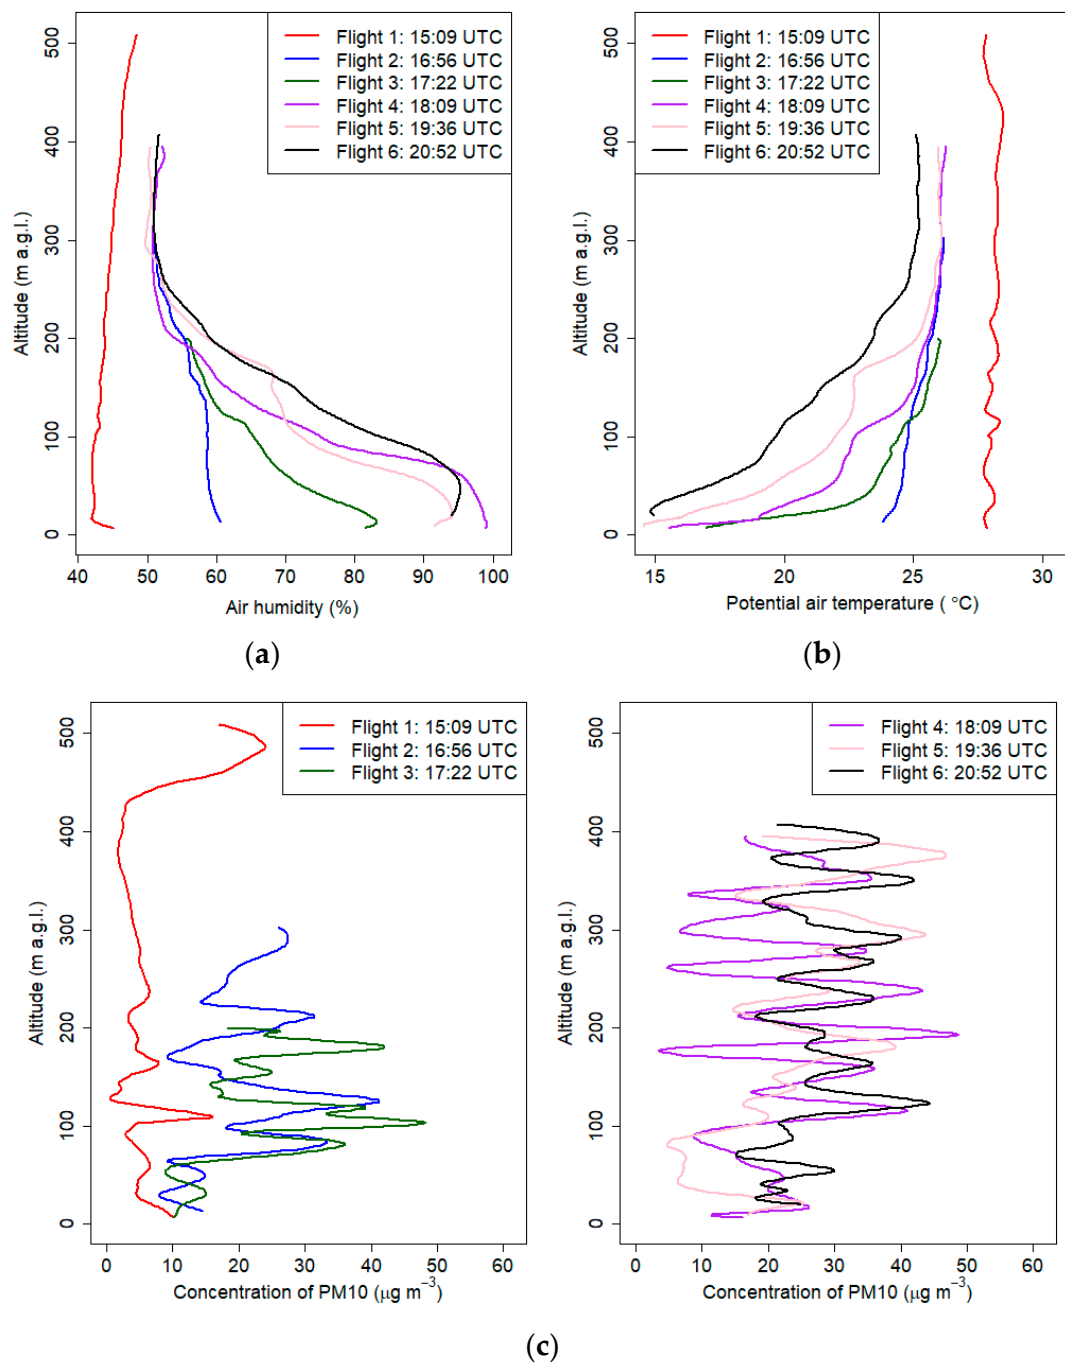 Flight 1: 15:09 UTC
Flight 2: 16:56 UTC
Flight 3: 17:22 UTC
Flight 4: 18:09 UTC
Flight 5: 19:36 UTC
Flight 6: 20:52 UTC
Altitude (m a.g.l.)
0 100 200 300 400 500
40 50 60 70 80 90 100
Air humidity (%)
(a)
Flight 1: 15:09 UTC
Flight 2: 16:56 UTC
Flight 3: 17:22 UTC
Flight 4: 18:09 UTC
Flight 5: 19:36 UTC
Flight 6: 20:52 UTC
Altitude (m a.g.l.)
0 100 200 300 400 500
15 20 25 30
Potential air temperature ( °C)
(b)
Flight 1: 15:09 UTC
Flight 2: 16:56 UTC
Flight 3: 17:22 UTC
Altitude (m a.g.l.)
0 100 200 300 400 500
0 10 20 30 40 50 60
Concentration of PM10 (μg m⁻³)
Flight 4: 18:09 UTC
Flight 5: 19:36 UTC
Flight 6: 20:52 UTC
Altitude (m a.g.l.)
0 100 200 300 400 500
0 10 20 30 40 50 60
Concentration of PM10 (μg m⁻³)
(c)